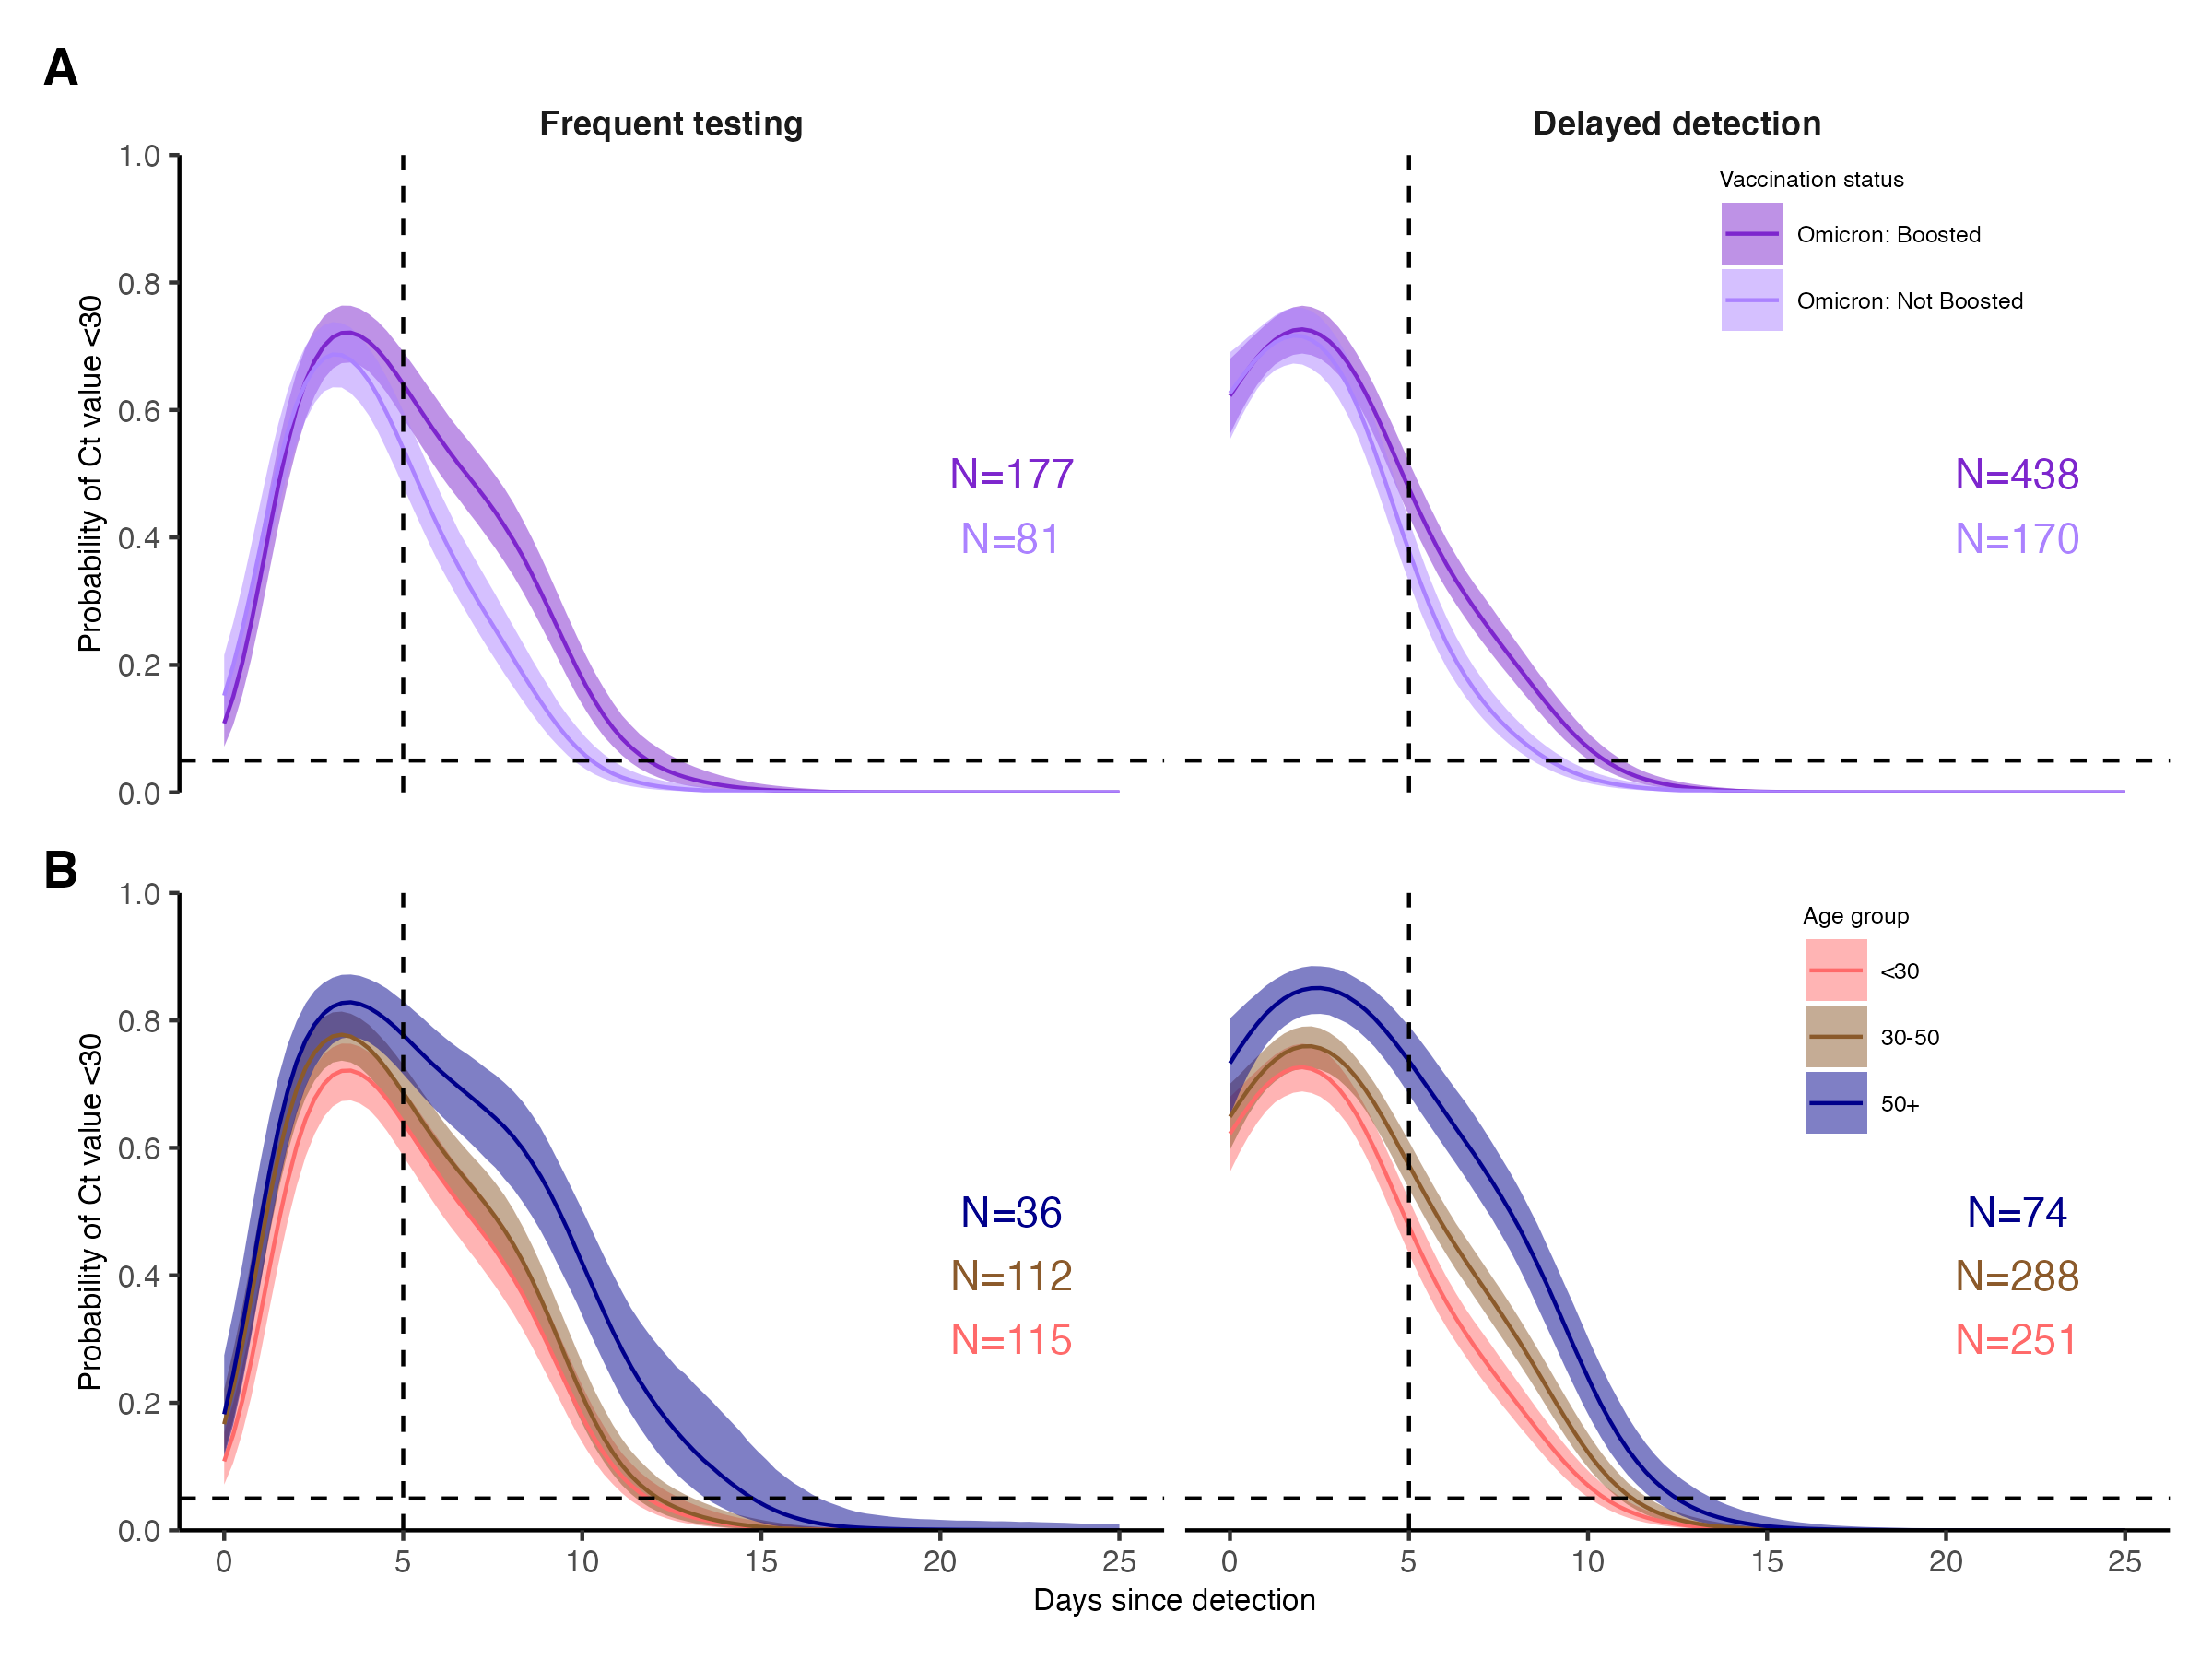 A
Frequent testing
Delayed detection
Probability of Ct value <30
1.0
0.8
0.6
0.4
0.2
0.0
N=177
N=81
Vaccination status
Omicron: Boosted
Omicron: Not Boosted
N=438
N=170
B
Probability of Ct value <30
1.0
0.8
0.6
0.4
0.2
0.0
N=36
N=112
N=115
Age group
<30
30-50
50+
N=74
N=288
N=251
0 5 10 15 20 25
0 5 10 15 20 25
Days since detection